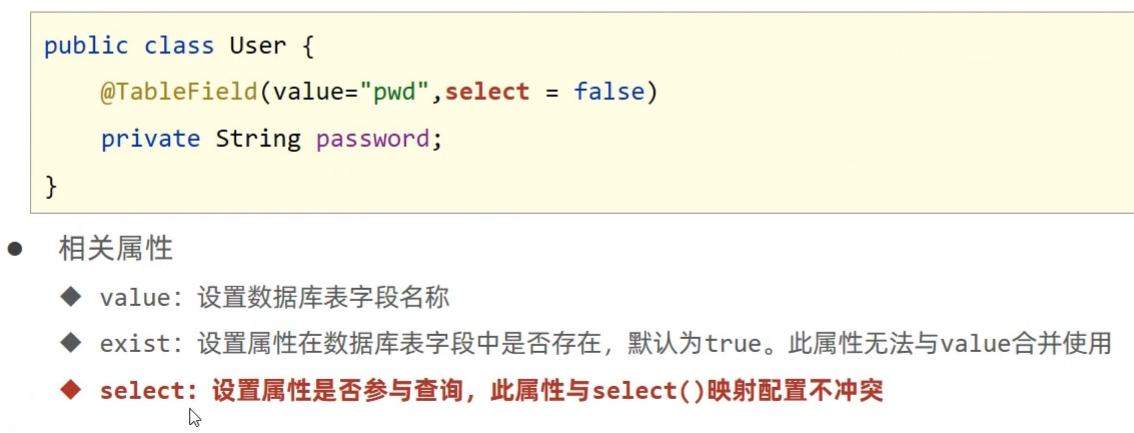 public class User {
@TableField(value="pwd",select = false)
private String password;
}
● 相关属性
◆ value：设置数据库表字段名称
◆ exist：设置属性在数据库表字段中是否存在，默认为true。此属性无法与value合并使用
◆ select：设置属性是否参与查询，此属性与select()映射配置不冲突